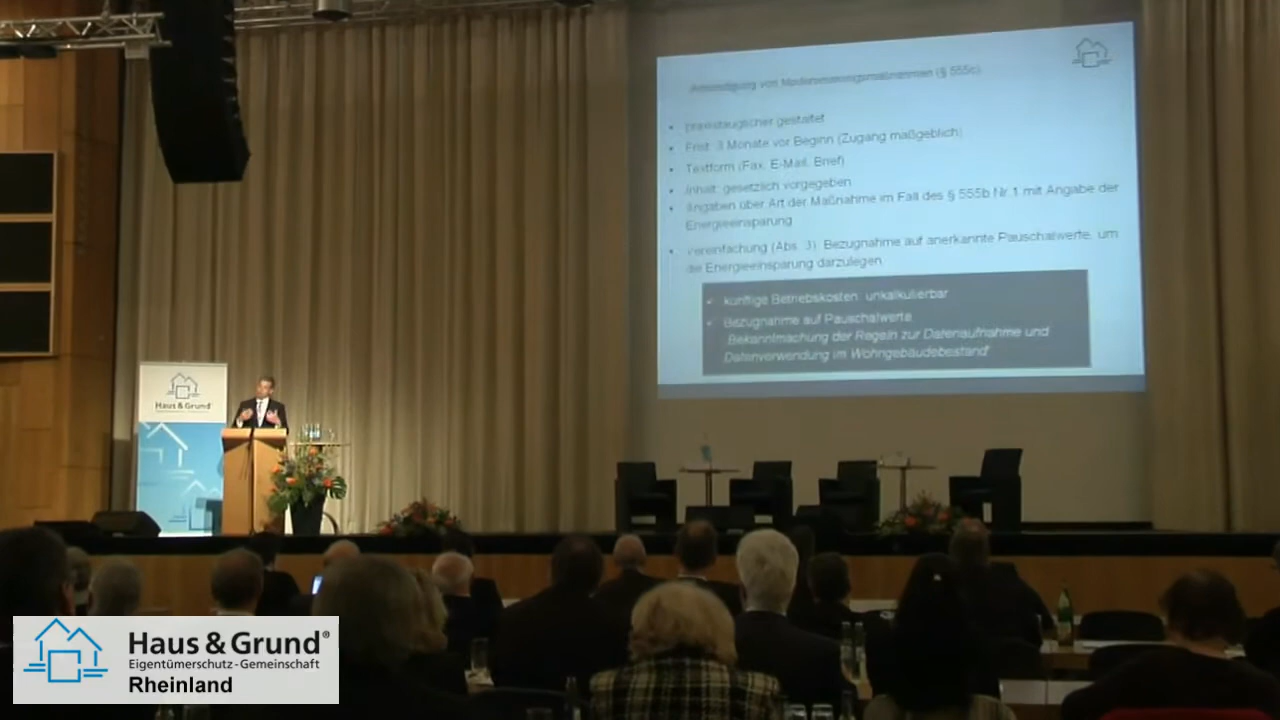 Ankündigung von Modernisierungsmaßnahmen (§ 555c)
praxistauglicher gestaltet
Frist: 3 Monate vor Beginn (Zugang maßgeblich)
Textform (Fax, E-Mail, Brief)
Inhalt: gesetzlich vorgegeben
Angaben über Art der Maßnahme im Fall des § 555b Nr.1 mit Angabe der
Energieeinsparung
Vereinfachung (Abs. 3): Bezugnahme auf anerkannte Pauschalwerte, um
die Energieeinsparung darzulegen
künftige Betriebskosten: unkalkulierbar
Bezugnahme auf Pauschalwerte
"Bekanntmachung der Regeln zur Datenaufnahme und
Datenverwendung im Wohngebäudebestand"
Haus & Grund®
Haus & Grund®
Eigentümerschutz-Gemeinschaft
Rheinland